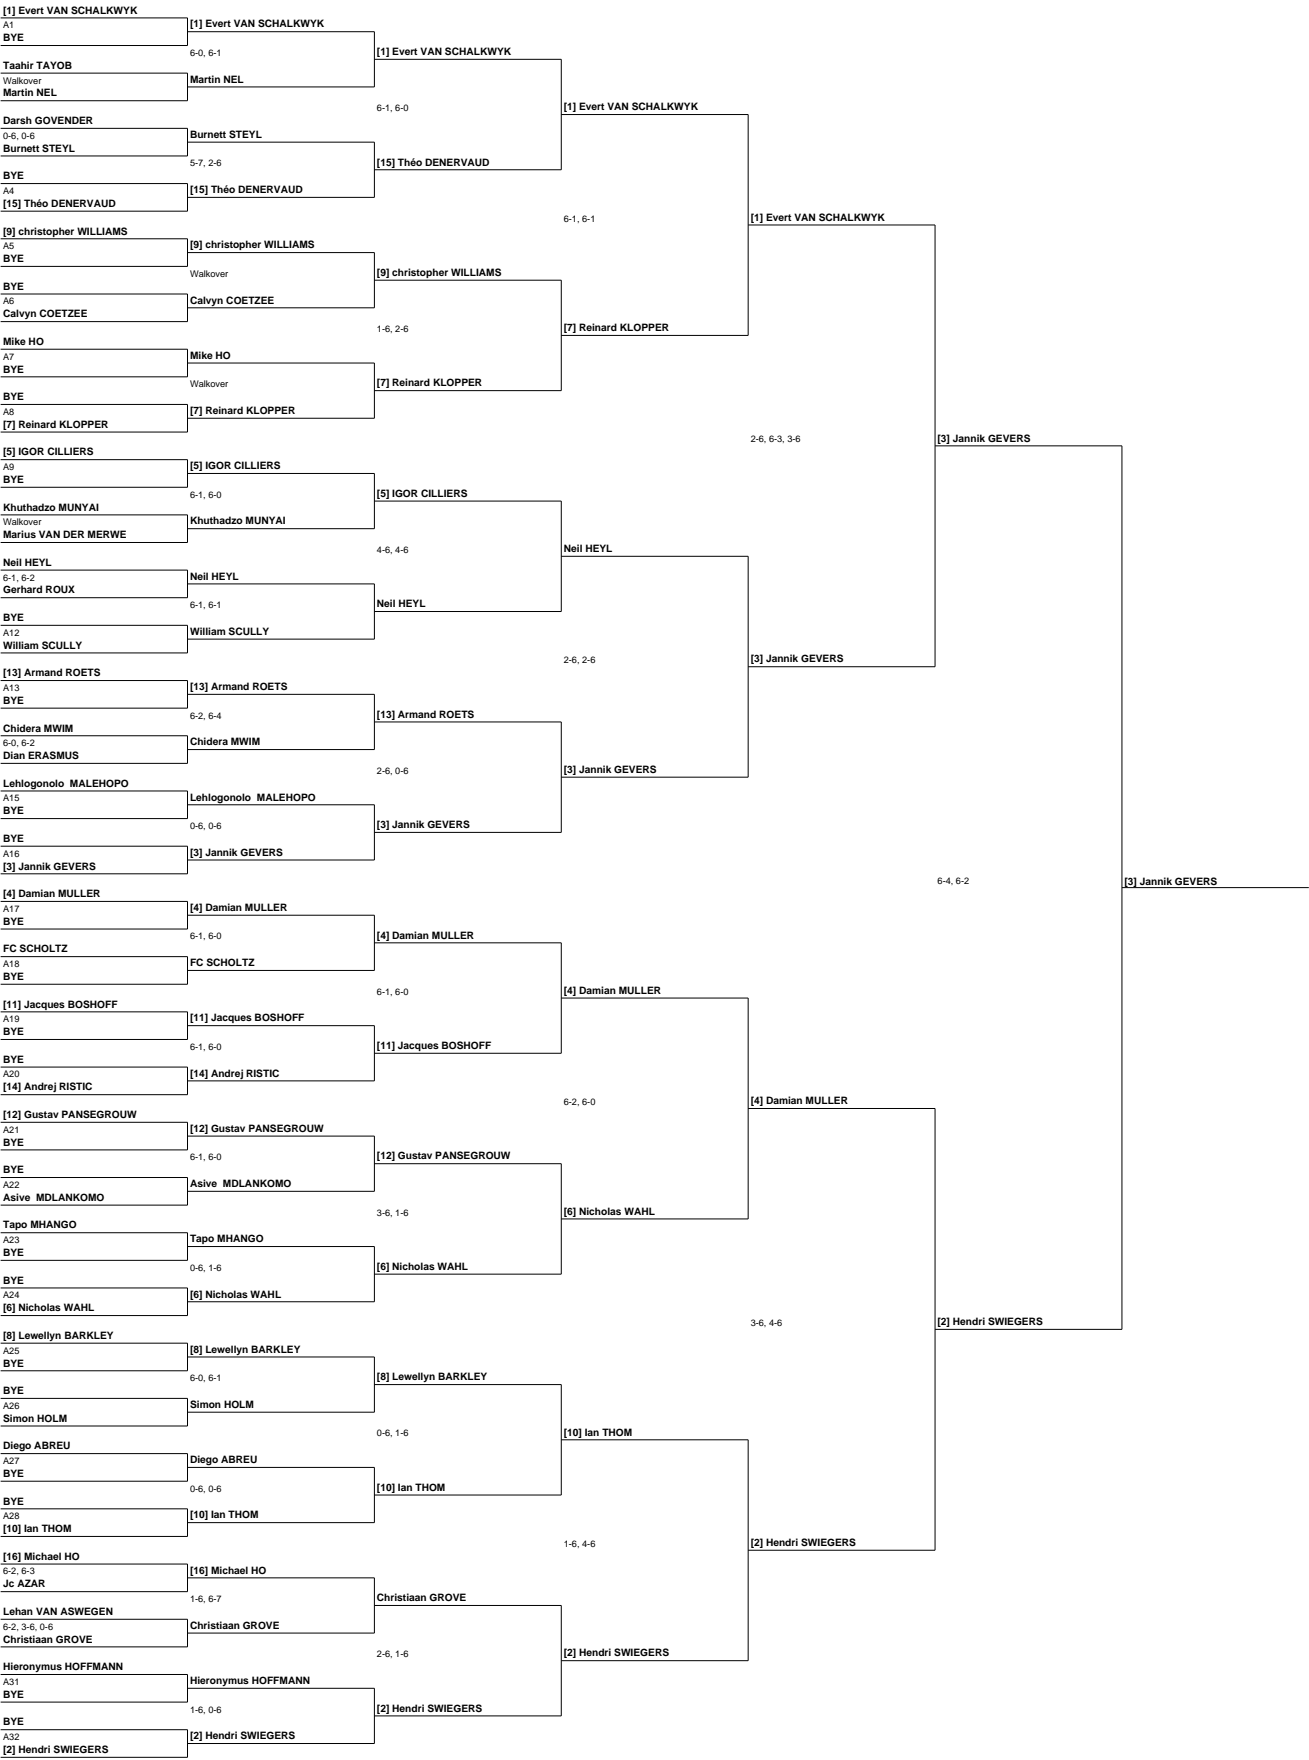 [1] Evert VAN SCHALKWYK
A1
BYE
Taahir TAYOB
Walkover
Martin NEL
Darsh GOVENDER
0-6, 0-6
Burnett STEYL
BYE
A4
[15] Théo DENERVAUD
[9] christopher WILLIAMS
A5
BYE
BYE
A6
Calvyn COETZEE
Mike HO
A7
BYE
BYE
A8
[7] Reinard KLOPPER
[5] IGOR CILLIERS
A9
BYE
Khuthadzo MUNYAI
Walkover
Marius VAN DER MERWE
Neil HEYL
6-1, 6-2
Gerhard ROUX
BYE
A12
William SCULLY
[13] Armand ROETS
A13
BYE
Chidera MWIM
6-0, 6-2
Dian ERASMUS
Lehlogonolo  MALEHOPO
A15
BYE
BYE
A16
[3] Jannik GEVERS
[4] Damian MULLER
A17
BYE
FC SCHOLTZ
A18
BYE
[11] Jacques BOSHOFF
A19
BYE
BYE
A20
[14] Andrej RISTIC
[12] Gustav PANSEGROUW
A21
BYE
BYE
A22
Asive  MDLANKOMO
Tapo MHANGO
A23
BYE
BYE
A24
[6] Nicholas WAHL
[8] Lewellyn BARKLEY
A25
BYE
BYE
A26
Simon HOLM
Diego ABREU
A27
BYE
BYE
A28
[10] Ian THOM
[16] Michael HO
6-2, 6-3
Jc AZAR
Lehan VAN ASWEGEN
6-2, 3-6, 0-6
Christiaan GROVE
Hieronymus HOFFMANN
A31
BYE
BYE
A32
[2] Hendri SWIEGERS
[1] Evert VAN SCHALKWYK
6-0, 6-1
Martin NEL
Burnett STEYL
5-7, 2-6
[15] Théo DENERVAUD
[9] christopher WILLIAMS
Walkover
Calvyn COETZEE
Mike HO
Walkover
[7] Reinard KLOPPER
[5] IGOR CILLIERS
6-1, 6-0
Khuthadzo MUNYAI
Neil HEYL
6-1, 6-1
William SCULLY
[13] Armand ROETS
6-2, 6-4
Chidera MWIM
Lehlogonolo  MALEHOPO
0-6, 0-6
[3] Jannik GEVERS
[4] Damian MULLER
6-1, 6-0
FC SCHOLTZ
[11] Jacques BOSHOFF
6-1, 6-0
[14] Andrej RISTIC
[12] Gustav PANSEGROUW
6-1, 6-0
Asive  MDLANKOMO
Tapo MHANGO
0-6, 1-6
[6] Nicholas WAHL
[8] Lewellyn BARKLEY
6-0, 6-1
Simon HOLM
Diego ABREU
0-6, 0-6
[10] Ian THOM
[16] Michael HO
1-6, 6-7
Christiaan GROVE
Hieronymus HOFFMANN
1-6, 0-6
[2] Hendri SWIEGERS
[1] Evert VAN SCHALKWYK
6-1, 6-0
[15] Théo DENERVAUD
[9] christopher WILLIAMS
1-6, 2-6
[7] Reinard KLOPPER
[5] IGOR CILLIERS
4-6, 4-6
Neil HEYL
[13] Armand ROETS
2-6, 0-6
[3] Jannik GEVERS
[4] Damian MULLER
6-1, 6-0
[11] Jacques BOSHOFF
[12] Gustav PANSEGROUW
3-6, 1-6
[6] Nicholas WAHL
[8] Lewellyn BARKLEY
0-6, 1-6
[10] Ian THOM
Christiaan GROVE
2-6, 1-6
[2] Hendri SWIEGERS
[1] Evert VAN SCHALKWYK
6-1, 6-1
[7] Reinard KLOPPER
Neil HEYL
2-6, 2-6
[3] Jannik GEVERS
[4] Damian MULLER
6-2, 6-0
[6] Nicholas WAHL
[10] Ian THOM
1-6, 4-6
[2] Hendri SWIEGERS
[1] Evert VAN SCHALKWYK
2-6, 6-3, 3-6
[3] Jannik GEVERS
[4] Damian MULLER
3-6, 4-6
[2] Hendri SWIEGERS
[3] Jannik GEVERS
6-4, 6-2
[2] Hendri SWIEGERS
[3] Jannik GEVERS